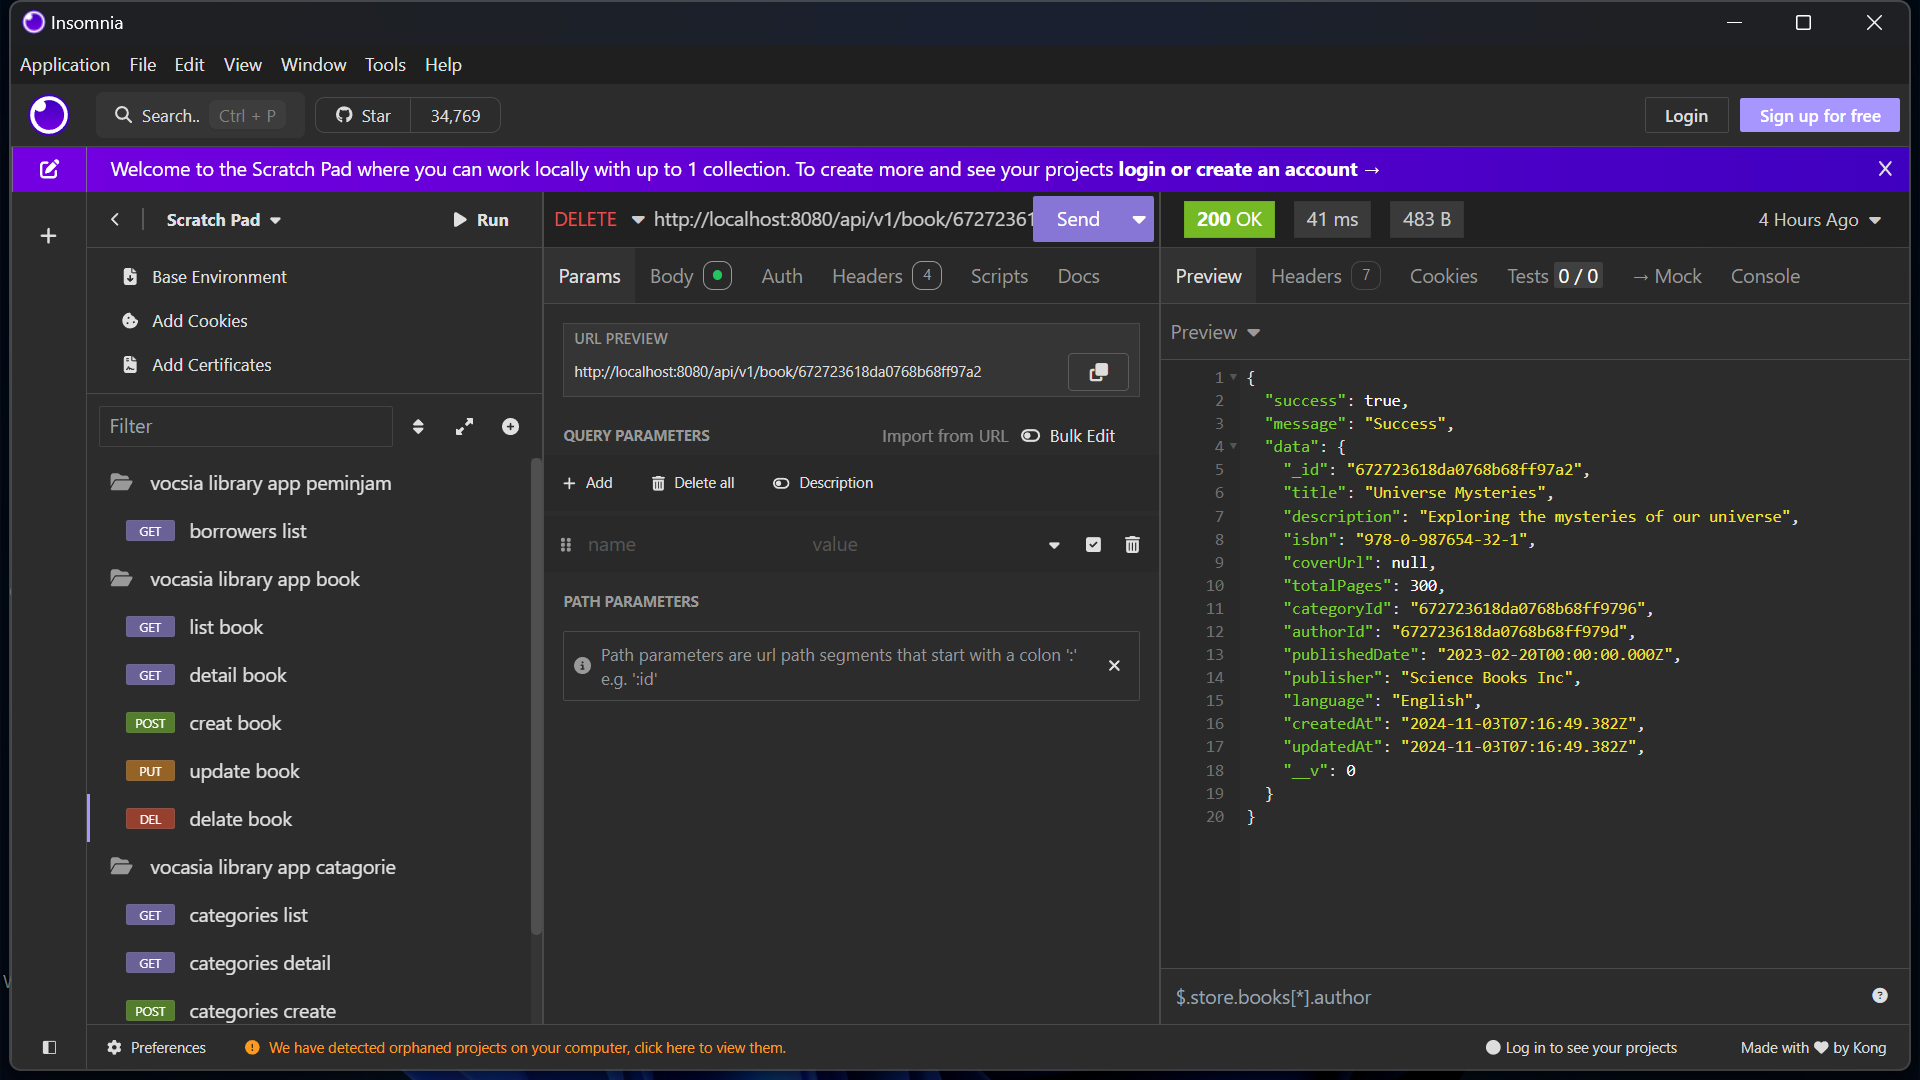 Insomnia
Application File Edit View Window Tools Help
Search.. Ctrl + P Star 34,769 Login Sign up for free
Welcome to the Scratch Pad where you can work locally with up to 1 collection. To create more and see your projects login or create an account →
Scratch Pad Run
Base Environment
Add Cookies
Add Certificates
Filter
vocsia library app peminjam
GET borrowers list
vocasia library app book
GET list book
GET detail book
POST creat book
PUT update book
DEL delate book
vocasia library app catagorie
GET categories list
GET categories detail
POST categories create
DELETE http://localhost:8080/api/v1/book/67272361 Send
Params Body Auth Headers 4 Scripts Docs
URL PREVIEW
http://localhost:8080/api/v1/book/672723618da0768b68ff97a2
QUERY PARAMETERS Import from URL Bulk Edit
Add Delete all Description
name value
PATH PARAMETERS
Path parameters are url path segments that start with a colon ':'
e.g. ':id'
200 OK 41 ms 483 B 4 Hours Ago
Preview Headers 7 Cookies Tests 0 / 0 → Mock Console
Preview
1 {
2 "success": true,
3 "message": "Success",
4 "data": {
5 "_id": "672723618da0768b68ff97a2",
6 "title": "Universe Mysteries",
7 "description": "Exploring the mysteries of our universe",
8 "isbn": "978-0-987654-32-1",
9 "coverUrl": null,
10 "totalPages": 300,
11 "categoryId": "672723618da0768b68ff9796",
12 "authorId": "672723618da0768b68ff979d",
13 "publishedDate": "2023-02-20T00:00:00.000Z",
14 "publisher": "Science Books Inc",
15 "language": "English",
16 "createdAt": "2024-11-03T07:16:49.382Z",
17 "updatedAt": "2024-11-03T07:16:49.382Z",
18 "__v": 0
19 }
20 }
$.store.books[*].author
Preferences We have detected orphaned projects on your computer, click here to view them. Log in to see your projects Made with ❤ by Kong